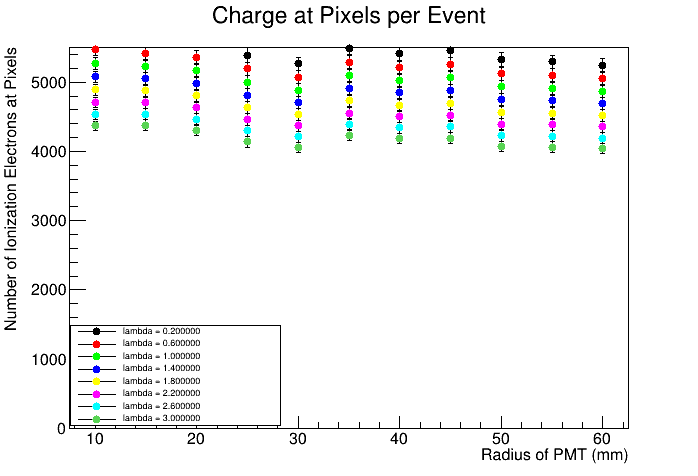 Charge at Pixels per Event
Number of Ionization Electrons at Pixels
5000
4000
3000
2000
1000
0
lambda = 0.200000
lambda = 0.600000
lambda = 1.000000
lambda = 1.400000
lambda = 1.800000
lambda = 2.200000
lambda = 2.600000
lambda = 3.000000
10 20 30 40 50 60
Radius of PMT (mm)